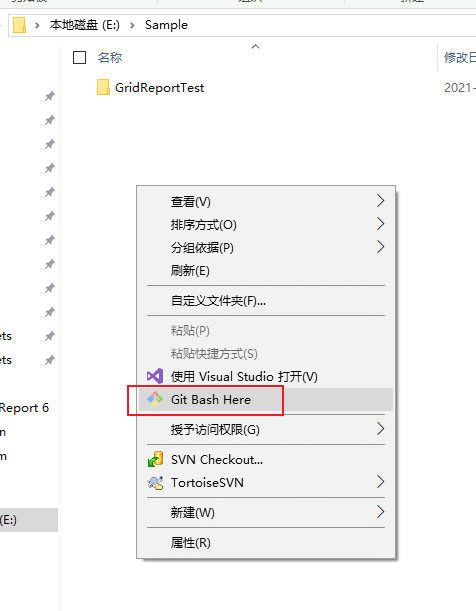 本地磁盘 (E:) Sample
名称
修改日
GridReportTest
2021-
查看(V)
排序方式(O)
分组依据(P)
刷新(E)
自定义文件夹(F)...
粘贴(P)
粘贴快捷方式(S)
使用 Visual Studio 打开(V)
Git Bash Here
授予访问权限(G)
SVN Checkout...
TortoiseSVN
新建(W)
属性(R)
ets
ets
Report 6
n
m
(E:)